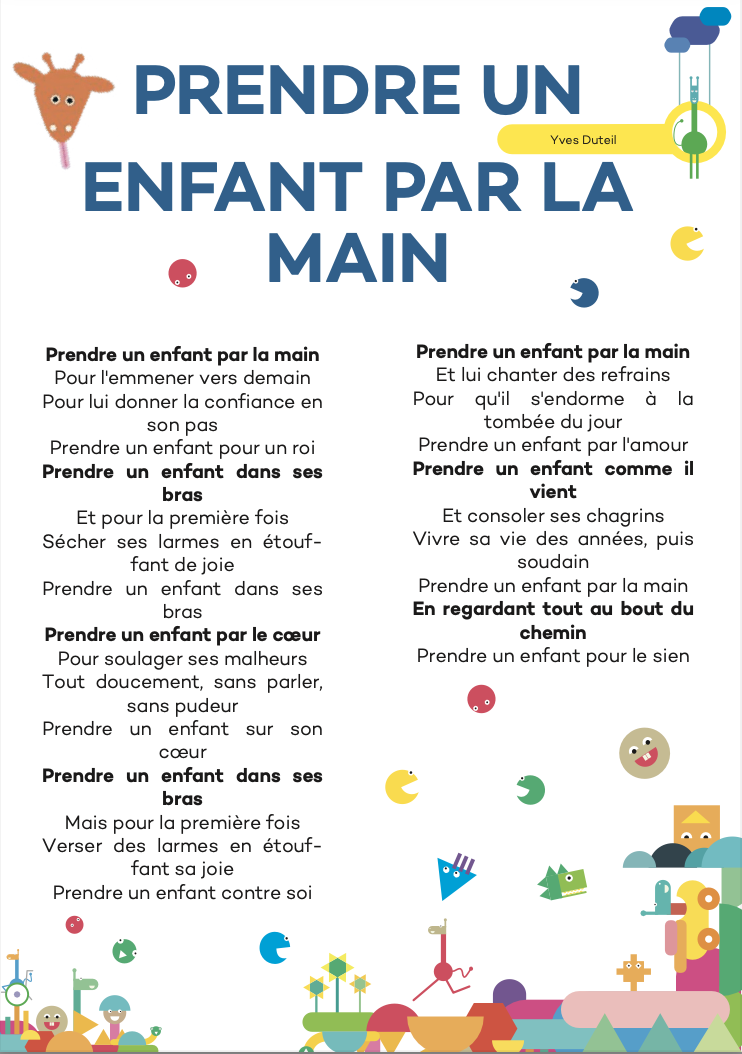 PRENDRE UN
Yves Duteil
ENFANT PAR LA
MAIN
Prendre un enfant par la main
Pour l'emmener vers demain
Pour lui donner la confiance en
son pas
Prendre un enfant pour un roi
Prendre un enfant dans ses
bras
Et pour la première fois
Sécher ses larmes en étouf-
fant de joie
Prendre un enfant dans ses
bras
Prendre un enfant par le cœur
Pour soulager ses malheurs
Tout doucement, sans parler,
sans pudeur
Prendre un enfant sur son
cœur
Prendre un enfant dans ses
bras
Mais pour la première fois
Verser des larmes en étouf-
fant sa joie
Prendre un enfant contre soi
Prendre un enfant par la main
Et lui chanter des refrains
Pour qu'il s'endorme à la
tombée du jour
Prendre un enfant par l'amour
Prendre un enfant comme il
vient
Et consoler ses chagrins
Vivre sa vie des années, puis
soudain
Prendre un enfant par la main
En regardant tout au bout du
chemin
Prendre un enfant pour le sien